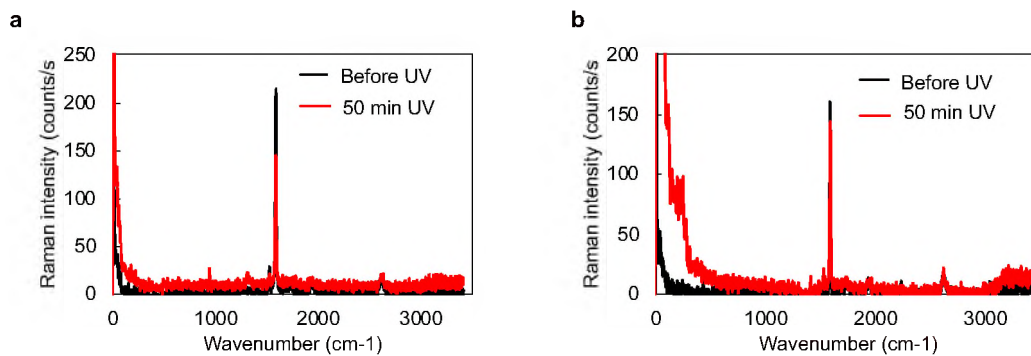 a
250
200
150
100
50
0
Raman intensity (counts/s)
Before UV
50 min UV
0 1000 2000 3000
Wavenumber (cm-1)
b
200
150
100
50
0
Raman intensity (counts/s)
Before UV
50 min UV
0 1000 2000 3000
Wavenumber (cm-1)